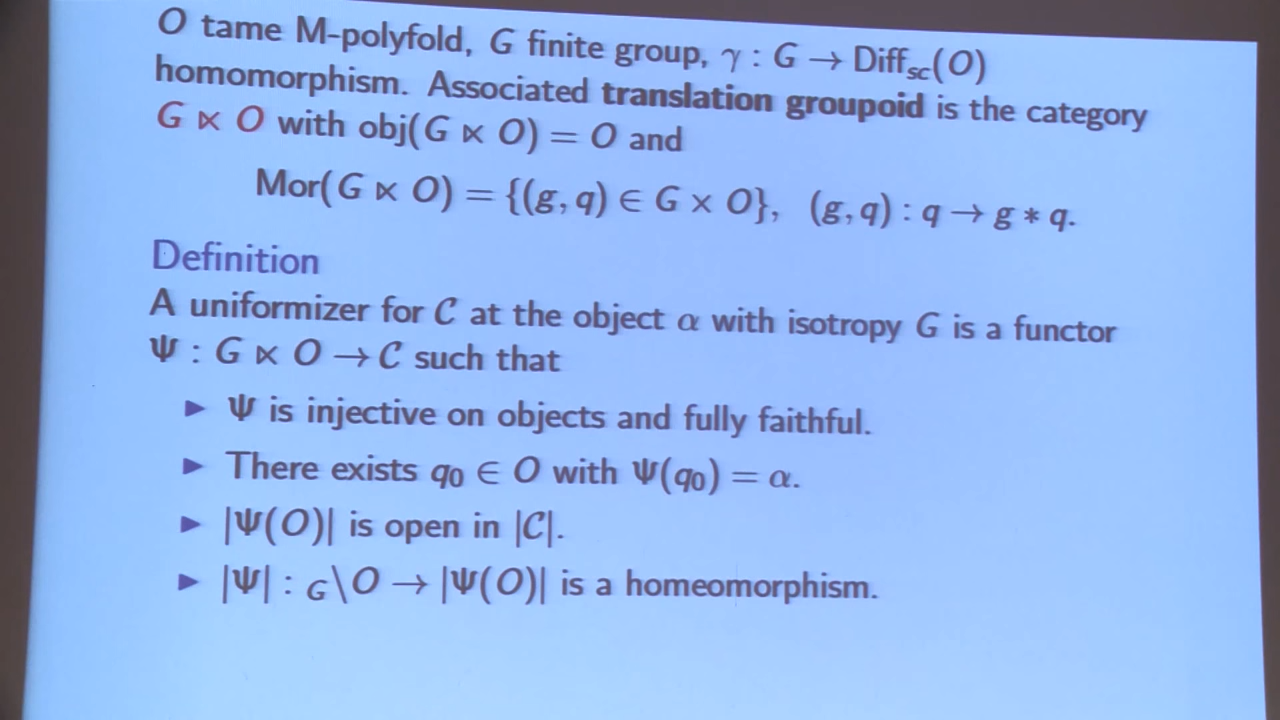 O tame M-polyfold, G finite group, γ : G → Diff_sc(O)
homomorphism. Associated translation groupoid is the category
G ⋉ O with obj(G ⋉ O) = O and
Mor(G ⋉ O) = {(g, q) ∈ G × O}, (g, q) : q → g ∗ q.
Definition
A uniformizer for 𝒞 at the object α with isotropy G is a functor
Ψ : G ⋉ O → 𝒞 such that
▶ Ψ is injective on objects and fully faithful.
▶ There exists q₀ ∈ O with Ψ(q₀) = α.
▶ |Ψ(O)| is open in |𝒞|.
▶ |Ψ| : _G\O → |Ψ(O)| is a homeomorphism.